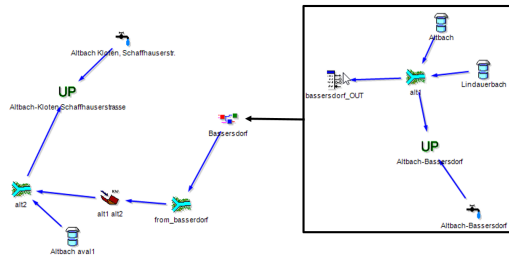 Altbach Kloten, Schaffhauserstr.
UP
Altbach-Kloten Schaffhauserstrasse
Bassersdorf
alt2
alt1 alt2
from_basserdorf
Altbach aval1
Altbach
bassersdorf_OUT
alt1
Lindauerbach
UP
Altbach-Bassersdorf
Altbach-Bassersdorf